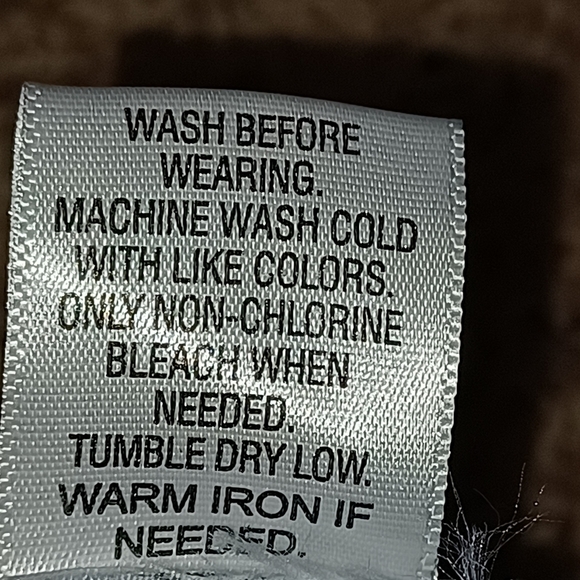 WASH BEFORE
WEARING.
MACHINE WASH COLD
WITH LIKE COLORS.
ONLY NON-CHLORINE
BLEACH WHEN
NEEDED.
TUMBLE DRY LOW.
WARM IRON IF
NEEDED.